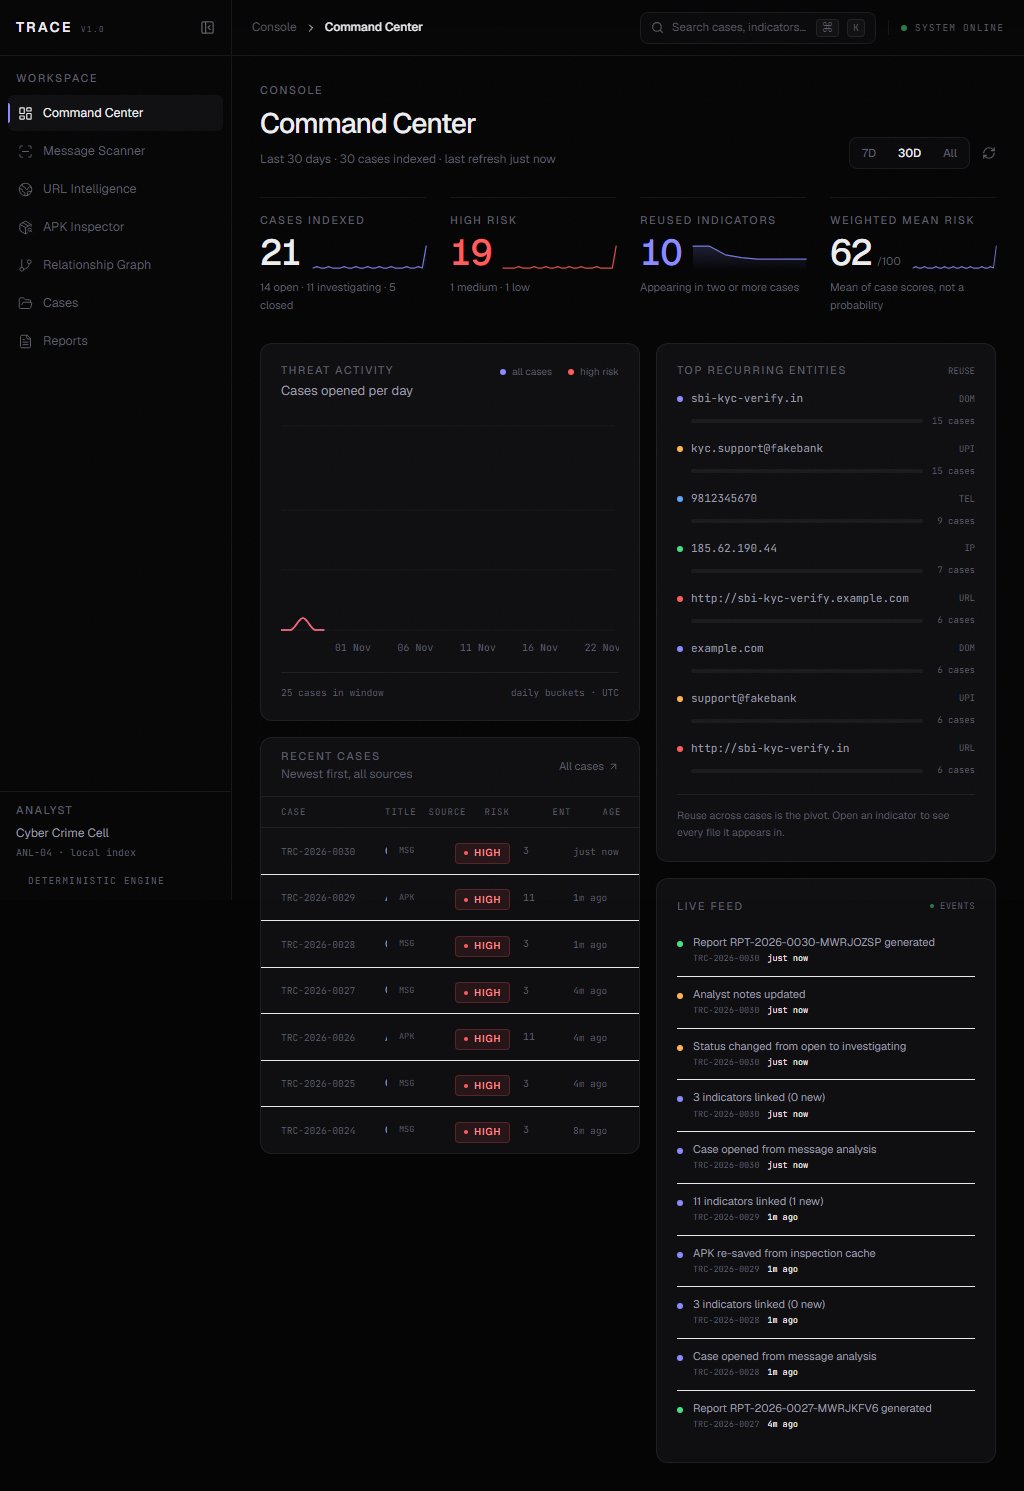 TRACE V1.0
WORKSPACE
Command Center
Message Scanner
URL Intelligence
APK Inspector
Relationship Graph
Cases
Reports
ANALYST
Cyber Crime Cell
ANL-04 · local index
DETERMINISTIC ENGINE
Console > Command Center
Search cases, indicators… ⌘ K
SYSTEM ONLINE
CONSOLE
Command Center
Last 30 days · 30 cases indexed · last refresh just now
7D 30D All
CASES INDEXED
21
14 open · 11 investigating · 5
closed
HIGH RISK
19
1 medium · 1 low
REUSED INDICATORS
10
Appearing in two or more cases
WEIGHTED MEAN RISK
62 /100
Mean of case scores, not a
probability
THREAT ACTIVITY
all cases high risk
Cases opened per day
01 Nov 06 Nov 11 Nov 16 Nov 22 Nov
25 cases in window daily buckets · UTC
RECENT CASES
Newest first, all sources
All cases ↗
CASE TITLE SOURCE RISK ENT AGE
TRC-2026-0030 MSG HIGH 3 just now
TRC-2026-0029 APK HIGH 11 1m ago
TRC-2026-0028 MSG HIGH 3 1m ago
TRC-2026-0027 MSG HIGH 3 4m ago
TRC-2026-0026 APK HIGH 11 4m ago
TRC-2026-0025 MSG HIGH 3 4m ago
TRC-2026-0024 MSG HIGH 3 8m ago
TOP RECURRING ENTITIES REUSE
sbi-kyc-verify.in DOM
15 cases
kyc.support@fakebank UPI
15 cases
9812345670 TEL
9 cases
185.62.190.44 IP
7 cases
http://sbi-kyc-verify.example.com URL
6 cases
example.com DOM
6 cases
support@fakebank UPI
6 cases
http://sbi-kyc-verify.in URL
6 cases
Reuse across cases is the pivot. Open an indicator to see
every file it appears in.
LIVE FEED EVENTS
Report RPT-2026-0030-MWRJOZSP generated
TRC-2026-0030 just now
Analyst notes updated
TRC-2026-0030 just now
Status changed from open to investigating
TRC-2026-0030 just now
3 indicators linked (0 new)
TRC-2026-0030 just now
Case opened from message analysis
TRC-2026-0030 just now
11 indicators linked (1 new)
TRC-2026-0029 1m ago
APK re-saved from inspection cache
TRC-2026-0029 1m ago
3 indicators linked (0 new)
TRC-2026-0028 1m ago
Case opened from message analysis
TRC-2026-0028 1m ago
Report RPT-2026-0027-MWRJKFV6 generated
TRC-2026-0027 4m ago